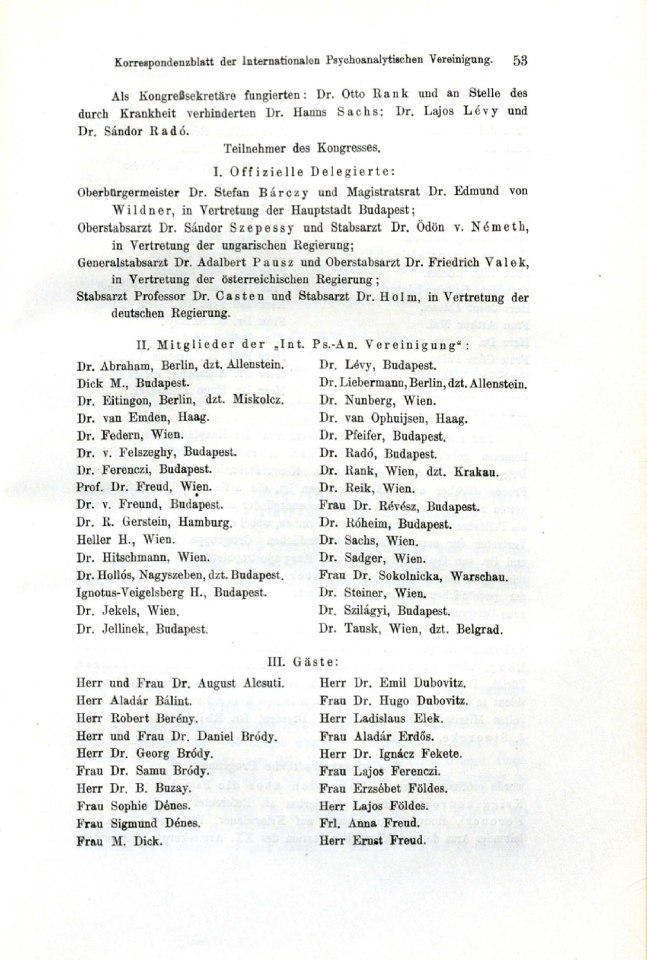 Korrespondenzblatt der Internationalen Psychoanalytischen Vereinigung. 53
Als Kongreßsekretäre fungierten: Dr. Otto Rank und an Stelle des
durch Krankheit verhinderten Dr. Hanns Sachs: Dr. Lajos Lévy und
Dr. Sándor Radó.
Teilnehmer des Kongresses.
I. Offizielle Delegierte:
Oberbürgermeister Dr. Stefan Bárczy und Magistratsrat Dr. Edmund von
Wildner, in Vertretung der Hauptstadt Budapest;
Oberstabsarzt Dr. Sándor Szepessy und Stabsarzt Dr. Ödön v. Németh,
in Vertretung der ungarischen Regierung;
Generalstabsarzt Dr. Adalbert Pausz und Oberstabsarzt Dr. Friedrich Valek,
in Vertretung der österreichischen Regierung;
Stabsarzt Professor Dr. Casten und Stabsarzt Dr. Holm, in Vertretung der
deutschen Regierung.
II. Mitglieder der „Int. Ps.-An. Vereinigung“:
Dr. Abraham, Berlin, dzt. Allenstein.
Dick M., Budapest.
Dr. Eitingon, Berlin, dzt. Miskolcz.
Dr. van Emden, Haag.
Dr. Federn, Wien.
Dr. v. Felszeghy, Budapest.
Dr. Ferenczi, Budapest.
Prof. Dr. Freud, Wien.
Dr. v. Freund, Budapest.
Dr. R. Gerstein, Hamburg.
Heller H., Wien.
Dr. Hitschmann, Wien.
Dr. Hollós, Nagyszeben, dzt. Budapest.
Ignotus-Veigelsberg H., Budapest.
Dr. Jekels, Wien.
Dr. Jellinek, Budapest.
Dr. Lévy, Budapest.
Dr. Liebermann, Berlin, dzt. Allenstein.
Dr. Nunberg, Wien.
Dr. van Ophuijsen, Haag.
Dr. Pfeifer, Budapest.
Dr. Radó, Budapest.
Dr. Rank, Wien, dzt. Krakau.
Dr. Reik, Wien.
Frau Dr. Révész, Budapest.
Dr. Róheim, Budapest.
Dr. Sachs, Wien.
Dr. Sadger, Wien.
Frau Dr. Sokolnicka, Warschau.
Dr. Steiner, Wien.
Dr. Szilágyi, Budapest.
Dr. Tausk, Wien, dzt. Belgrad.
III. Gäste:
Herr und Frau Dr. August Alcsuti.
Herr Aladár Bálint.
Herr Robert Berény.
Herr und Frau Dr. Daniel Bródy.
Herr Dr. Georg Bródy.
Frau Dr. Samu Bródy.
Herr Dr. B. Buzay.
Frau Sophie Dénes.
Frau Sigmund Dénes.
Frau M. Dick.
Herr Dr. Emil Dubovitz.
Frau Dr. Hugo Dubovitz.
Herr Ladislaus Elek.
Frau Aladár Erdős.
Herr Dr. Ignácz Fekete.
Frau Lajos Ferenczi.
Frau Erzsébet Földes.
Herr Lajos Földes.
Frl. Anna Freud.
Herr Ernst Freud.